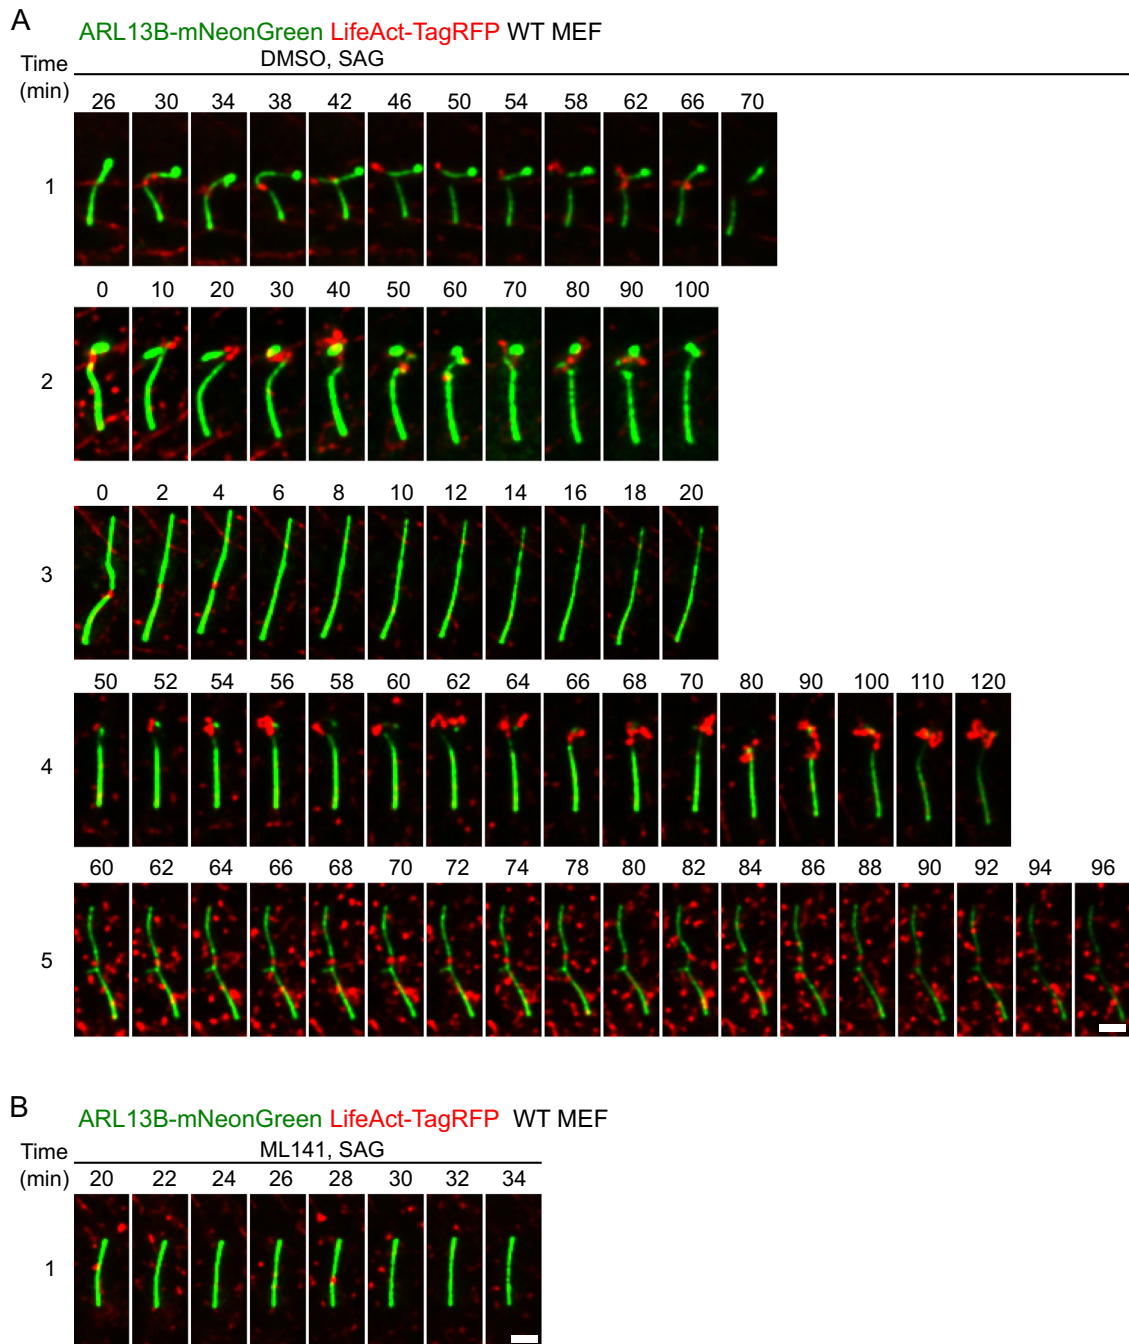 A
ARL13B-mNeonGreen LifeAct-TagRFP WT MEF
Time (min)
DMSO, SAG
26 30 34 38 42 46 50 54 58 62 66 70
1
0 10 20 30 40 50 60 70 80 90 100
2
0 2 4 6 8 10 12 14 16 18 20
3
50 52 54 56 58 60 62 64 66 68 70 80 90 100 110 120
4
60 62 64 66 68 70 72 74 78 80 82 84 86 88 90 92 94 96
5
B
ARL13B-mNeonGreen LifeAct-TagRFP WT MEF
Time (min)
ML141, SAG
20 22 24 26 28 30 32 34
1